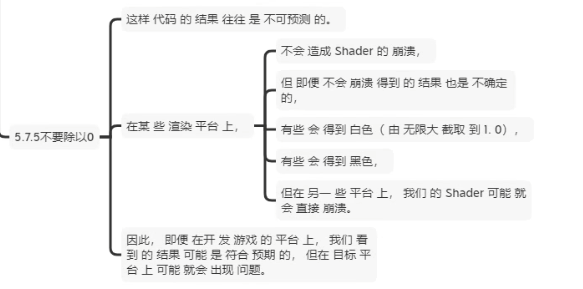 5.7.5不要除以0
这样 代码 的 结果 往往 是 不可预测 的。
在某 些 渲染 平台 上，
不会 造成 Shader 的 崩溃，
但 即便 不会 崩溃 得到 的 结果 也是 不确定
的，
有些 会 得到 白色（ 由 无限大 截取 到 1. 0），
有些 会 得到 黑色，
但在 另一 些 平台 上， 我们 的 Shader 可能 就
会 直接 崩溃。
因此， 即便 在开 发 游戏 的 平台 上， 我们 看
到 的 结果 可能 是 符合 预期 的， 但在 目标 平
台 上 可能 就会 出现 问题。